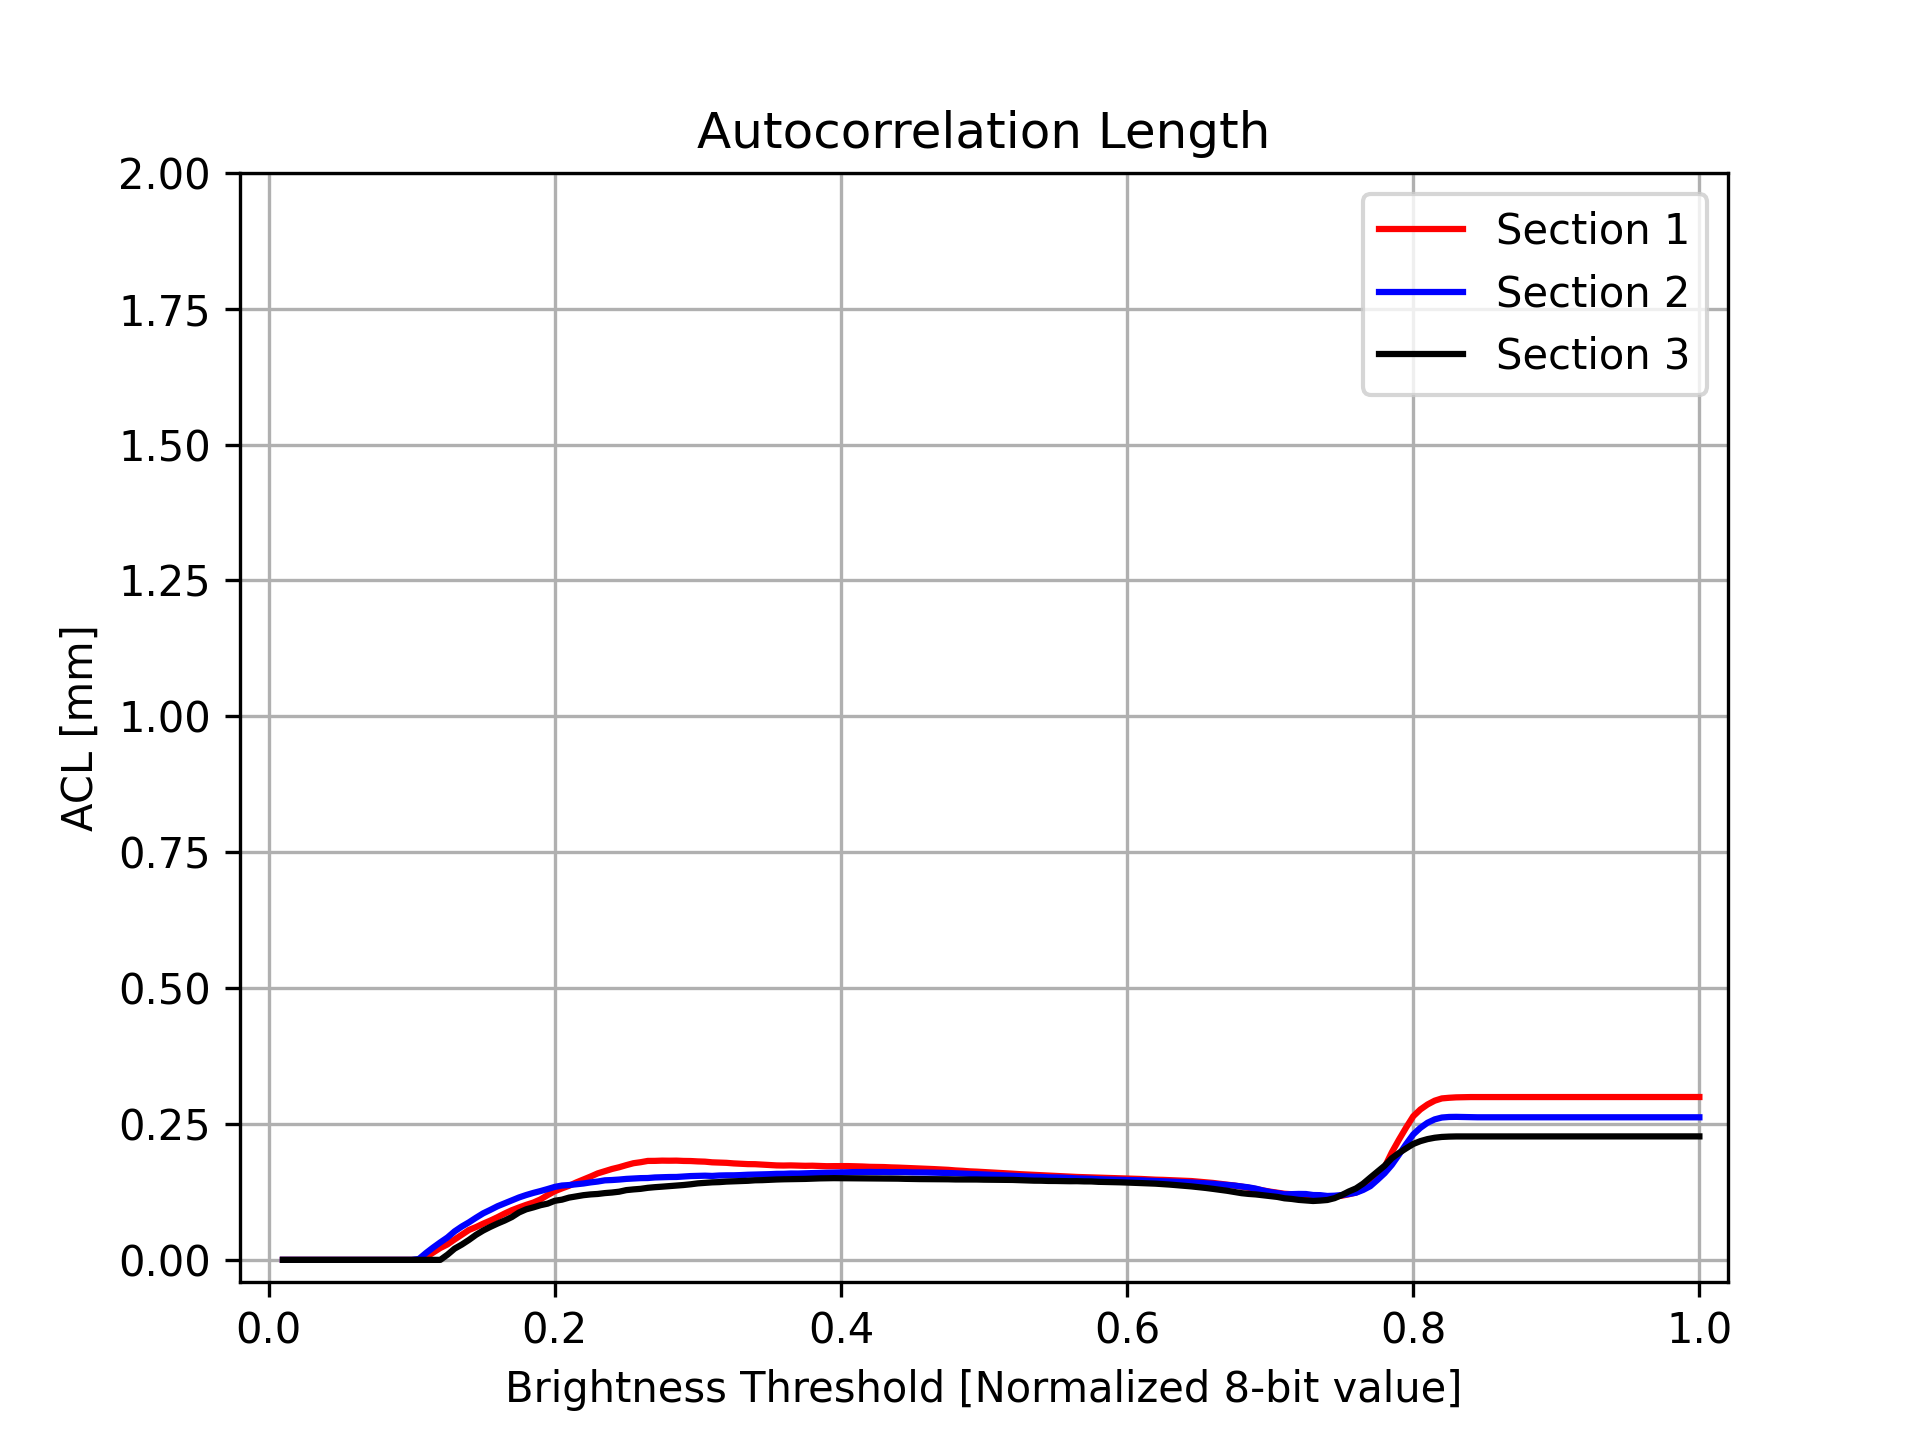 Autocorrelation Length
2.00
1.75
1.50
1.25
1.00
0.75
0.50
0.25
0.00
ACL [mm]
Section 1
Section 2
Section 3
0.0 0.2 0.4 0.6 0.8 1.0
Brightness Threshold [Normalized 8-bit value]